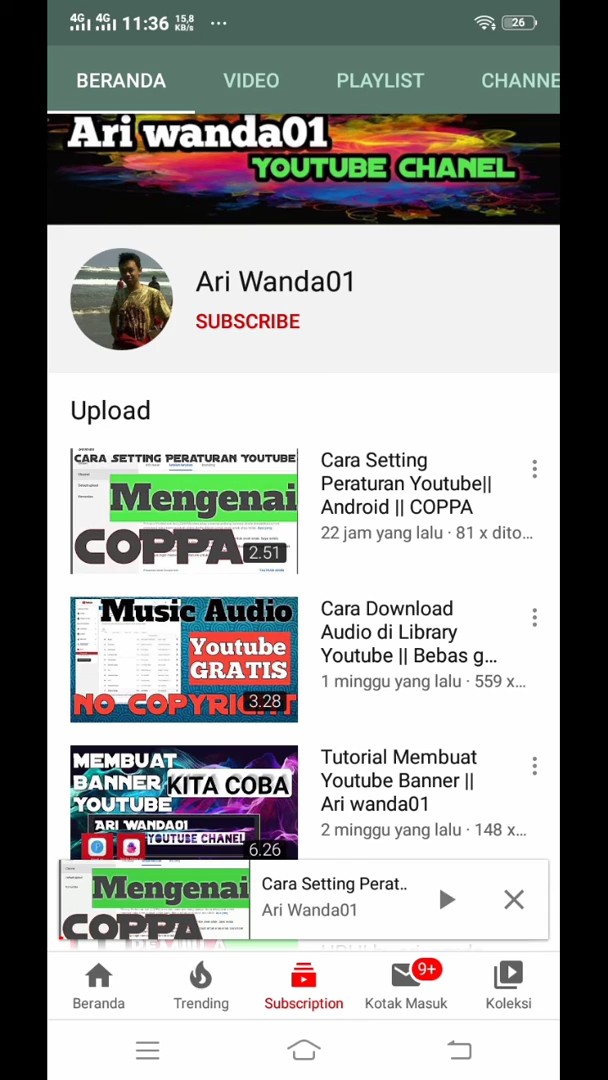 4G 4G 11:36 15,8 KB/s ... 26
BERANDA VIDEO PLAYLIST CHANNE
Ari wanda01
YOUTUBE CHANEL
Ari Wanda01
SUBSCRIBE
Upload
CARA SETTING PERATURAN YOUTUBE
Mengenai
COPPA
2.51
Cara Setting
Peraturan Youtube||
Android || COPPA
22 jam yang lalu · 81 x dito...
Music Audio
Youtube
GRATIS
NO COPYRIGHT
3.28
Cara Download
Audio di Library
Youtube || Bebas g...
1 minggu yang lalu · 559 x...
MEMBUAT
BANNER
YOUTUBE
KITA COBA
ARI WANDA01
YOUTUBE CHANEL
6.26
Tutorial Membuat
Youtube Banner ||
Ari wanda01
2 minggu yang lalu · 148 x...
Mengenai
COPPA
Cara Setting Perat..
Ari Wanda01
9+
Beranda Trending Subscription Kotak Masuk Koleksi